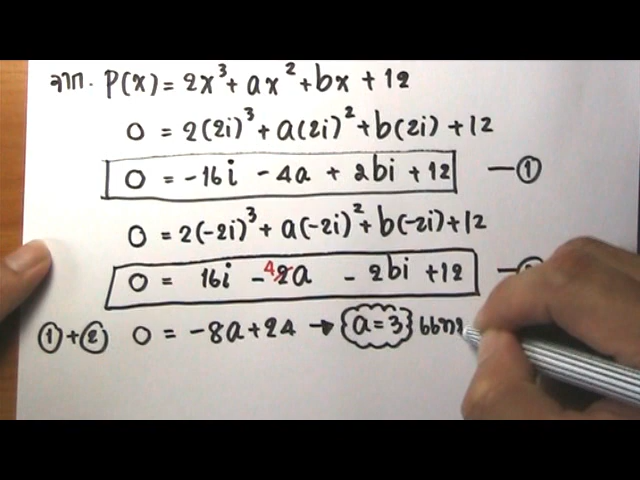 จาก. P(x) = 2x³ + ax² + bx + 12
0 = 2(2i)³ + a(2i)² + b(2i) + 12
0 = -16i - 4a + 2bi + 12 — ①
0 = 2(-2i)³ + a(-2i)² + b(-2i) + 12
0 = 16i - 4a - 2bi + 12
① + ② 0 = -8a + 24 → a = 3